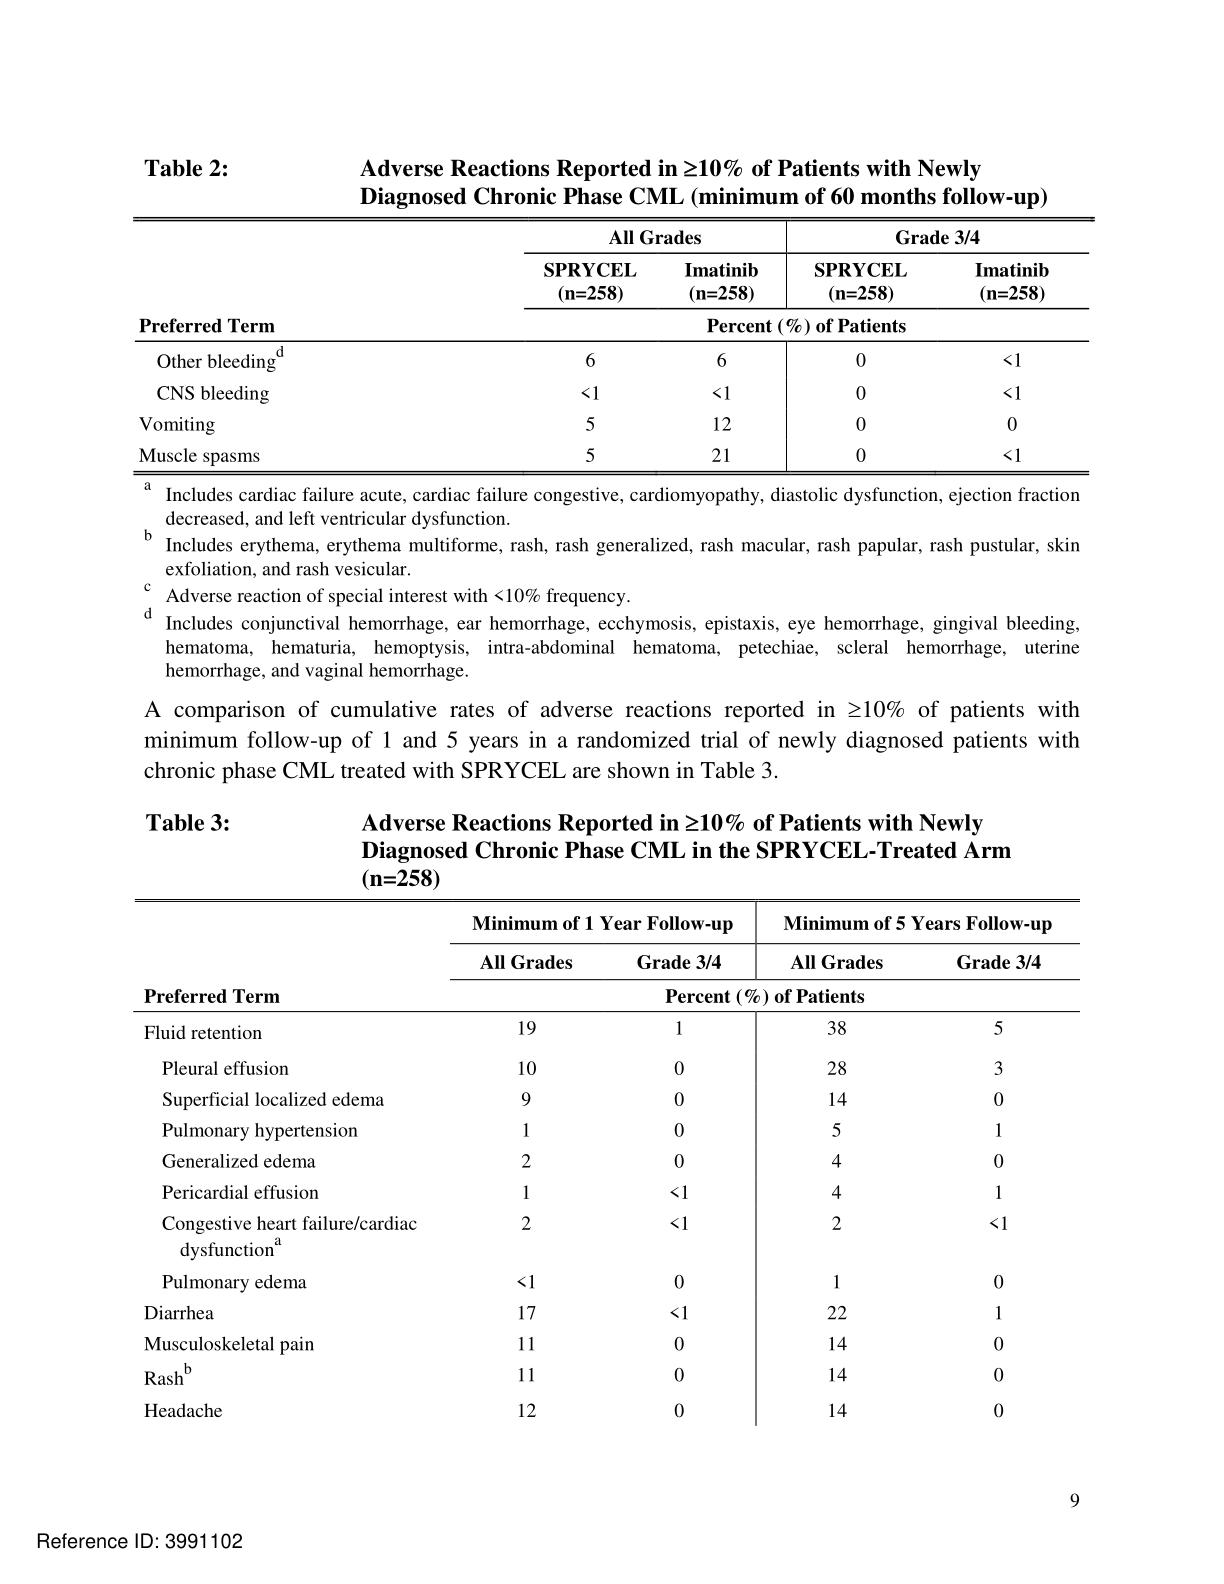 Table 2: Adverse Reactions Reported in ≥10% of Patients with Newly
Diagnosed Chronic Phase CML (minimum of 60 months follow-up)
All Grades Grade 3/4
SPRYCEL (n=258) Imatinib (n=258) SPRYCEL (n=258) Imatinib (n=258)
Preferred Term Percent (%) of Patients
Other bleeding^d 6 6 0 <1
CNS bleeding <1 <1 0 <1
Vomiting 5 12 0 0
Muscle spasms 5 21 0 <1
a Includes cardiac failure acute, cardiac failure congestive, cardiomyopathy, diastolic dysfunction, ejection fraction
decreased, and left ventricular dysfunction.
b Includes erythema, erythema multiforme, rash, rash generalized, rash macular, rash papular, rash pustular, skin
exfoliation, and rash vesicular.
c Adverse reaction of special interest with <10% frequency.
d Includes conjunctival hemorrhage, ear hemorrhage, ecchymosis, epistaxis, eye hemorrhage, gingival bleeding,
hematoma, hematuria, hemoptysis, intra-abdominal hematoma, petechiae, scleral hemorrhage, uterine
hemorrhage, and vaginal hemorrhage.
A comparison of cumulative rates of adverse reactions reported in ≥10% of patients with
minimum follow-up of 1 and 5 years in a randomized trial of newly diagnosed patients with
chronic phase CML treated with SPRYCEL are shown in Table 3.
Table 3: Adverse Reactions Reported in ≥10% of Patients with Newly
Diagnosed Chronic Phase CML in the SPRYCEL-Treated Arm
(n=258)
Minimum of 1 Year Follow-up Minimum of 5 Years Follow-up
All Grades Grade 3/4 All Grades Grade 3/4
Preferred Term Percent (%) of Patients
Fluid retention 19 1 38 5
Pleural effusion 10 0 28 3
Superficial localized edema 9 0 14 0
Pulmonary hypertension 1 0 5 1
Generalized edema 2 0 4 0
Pericardial effusion 1 <1 4 1
Congestive heart failure/cardiac 2 <1 2 <1
dysfunction^a
Pulmonary edema <1 0 1 0
Diarrhea 17 <1 22 1
Musculoskeletal pain 11 0 14 0
Rash^b 11 0 14 0
Headache 12 0 14 0
9
Reference ID: 3991102